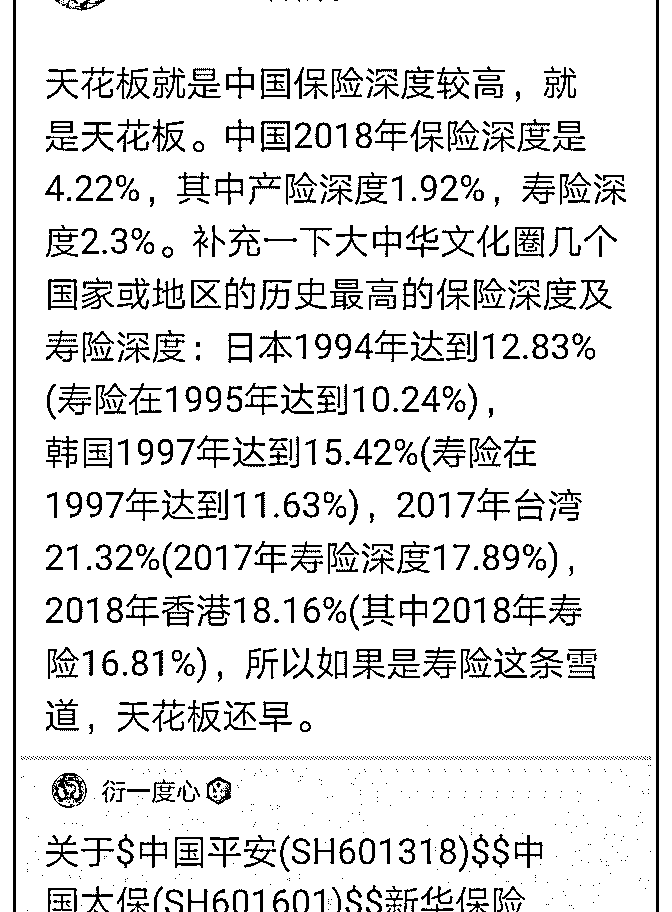 天花板就是中国保险深度较高，就
是天花板。中国2018年保险深度是
4.22%，其中产险深度1.92%，寿险深
度2.3%。补充一下大中华文化圈几个
国家或地区的历史最高的保险深度及
寿险深度：日本1994年达到12.83%
(寿险在1995年达到10.24%)，
韩国1997年达到15.42%(寿险在
1997年达到11.63%)，2017年台湾
21.32%(2017年寿险深度17.89%)，
2018年香港18.16%(其中2018年寿
险16.81%)，所以如果是寿险这条雪
道，天花板还早。
衍一度心
关于$中国平安(SH601318)$$中
国太保(SH601601)$$新华保险